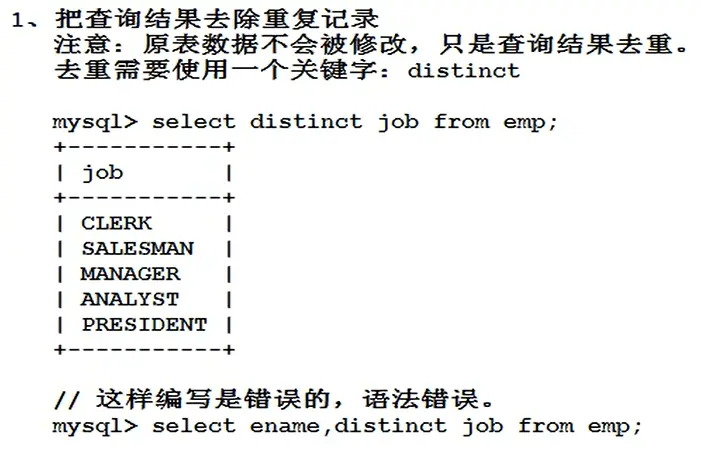 1、把查询结果去除重复记录
注意：原表数据不会被修改，只是查询结果去重。
去重需要使用一个关键字：distinct
mysql> select distinct job from emp;
+-----------+
| job       |
+-----------+
| CLERK     |
| SALESMAN  |
| MANAGER   |
| ANALYST   |
| PRESIDENT |
+-----------+
// 这样编写是错误的，语法错误。
mysql> select ename,distinct job from emp;